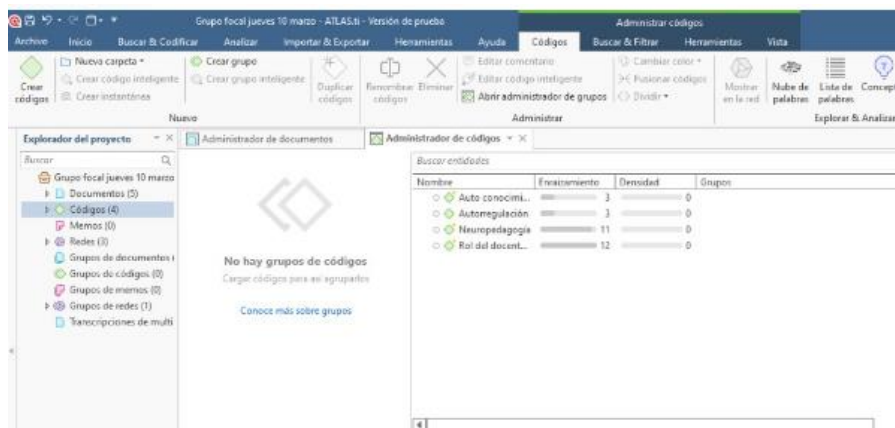 Grupo focal jueves 10 marzo - ATLAS.ti - Versión de prueba
Administrar códigos
Archivo Inicio Buscar & Codificar Analizar Importar & Exportar Herramientas Ayuda Códigos Buscar & Filtrar Herramientas Vista
Crear códigos
Nueva carpeta
Crear código inteligente
Crear instantánea
Crear grupo
Crear grupo inteligente
Duplicar códigos
Renombrar códigos
Eliminar
Editar comentario
Editar código inteligente
Abrir administrador de grupos
Cambiar color
Fusionar códigos
Dividir
Mostrar en la red
Nube de palabras
Lista de palabras
Concept
Nuevo
Administrar
Explorar & Analizar
Explorador del proyecto
Administrador de documentos
Administrador de códigos
Buscar
Buscar entidades
Grupo focal jueves 10 marzo
Documentos (5)
Códigos (4)
Memos (0)
Redes (3)
Grupos de documentos (
Grupos de códigos (0)
Grupos de memos (0)
Grupos de redes (1)
Transcripciones de multi
No hay grupos de códigos
Cargar códigos para así agruparlos
Conoce más sobre grupos
Nombre Enraizamiento Densidad Grupos
Auto conocimi... 3 0
Autorregulación 3 0
Neuropedagogía 11 0
Rol del docent... 12 0